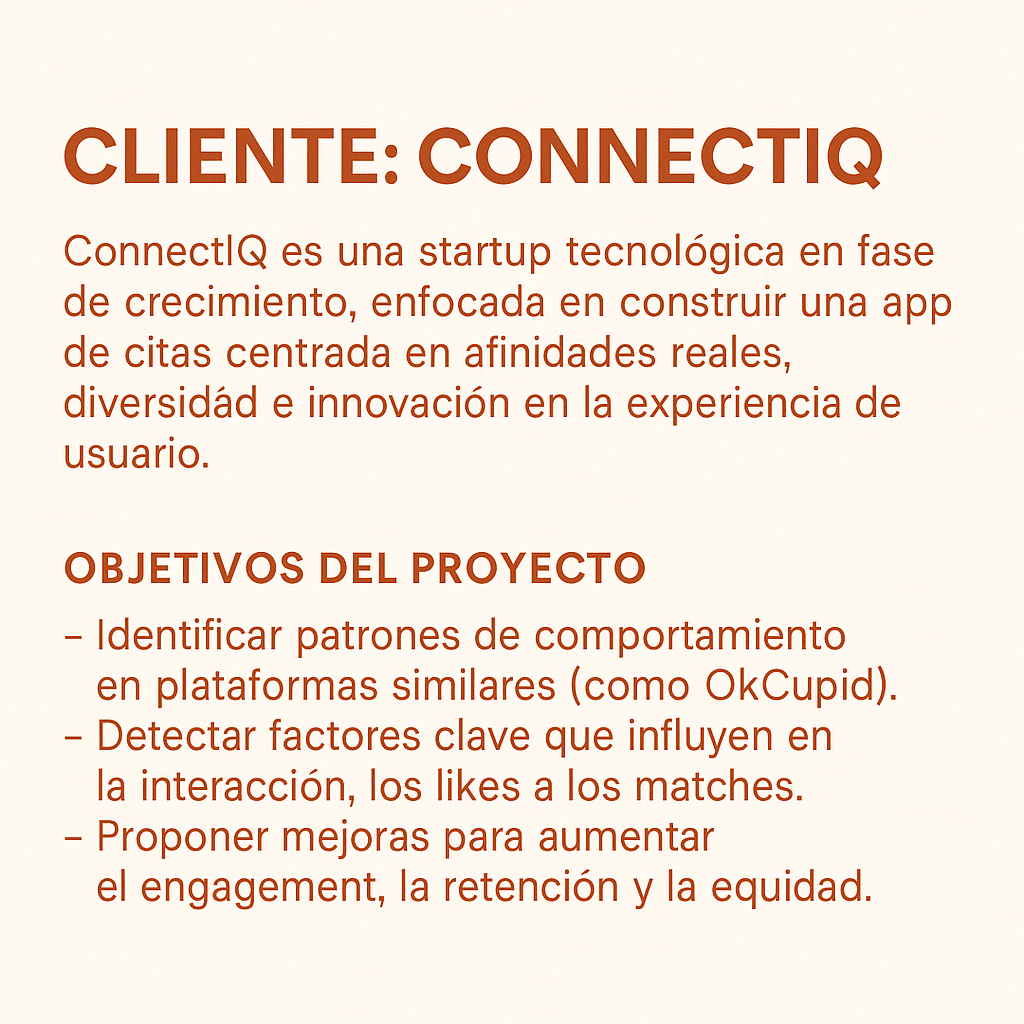 CLIENTE: CONNECTIQ
ConnectIQ es una startup tecnológica en fase
de crecimiento, enfocada en construir una app
de citas centrada en afinidades reales,
diversidád e innovación en la experiencia de
usuario.
OBJETIVOS DEL PROYECTO
– Identificar patrones de comportamiento
en plataformas similares (como OkCupid).
– Detectar factores clave que influyen en
la interacción, los likes a los matches.
– Proponer mejoras para aumentar
el engagement, la retención y la equidad.